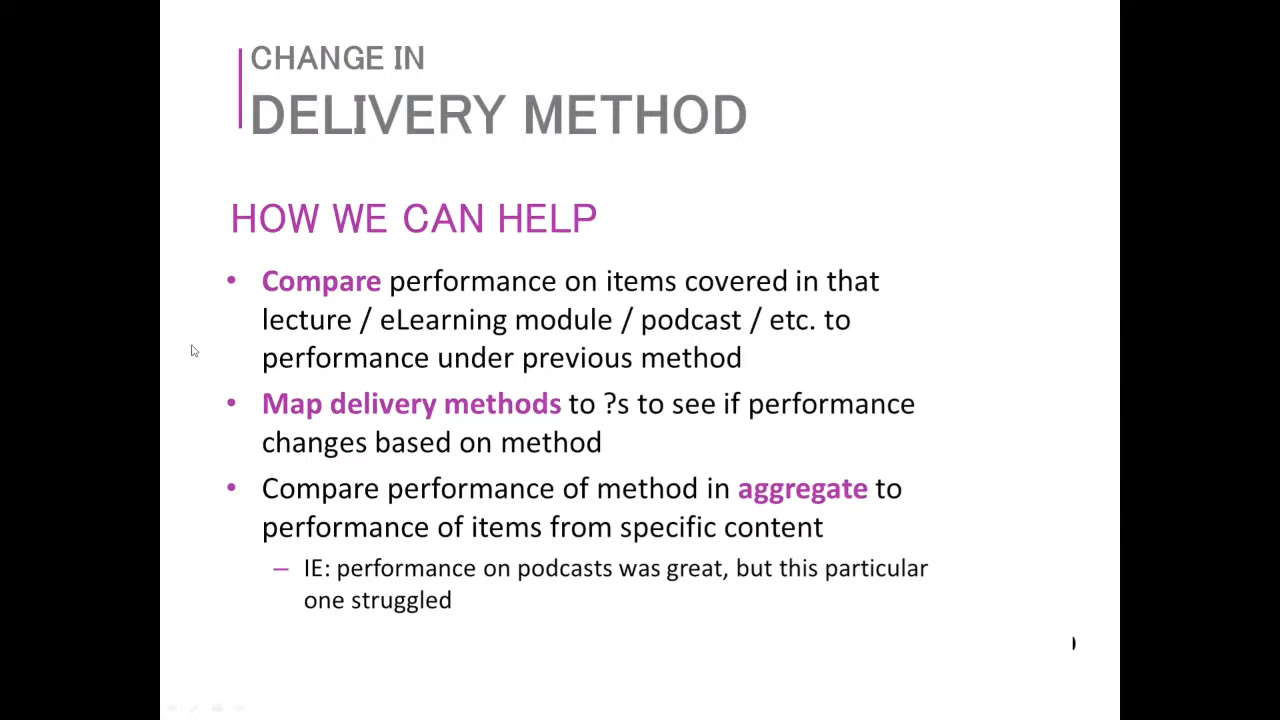 CHANGE IN
DELIVERY METHOD
HOW WE CAN HELP
• Compare performance on items covered in that
lecture / eLearning module / podcast / etc. to
performance under previous method
• Map delivery methods to ?s to see if performance
changes based on method
• Compare performance of method in aggregate to
performance of items from specific content
– IE: performance on podcasts was great, but this particular
one struggled